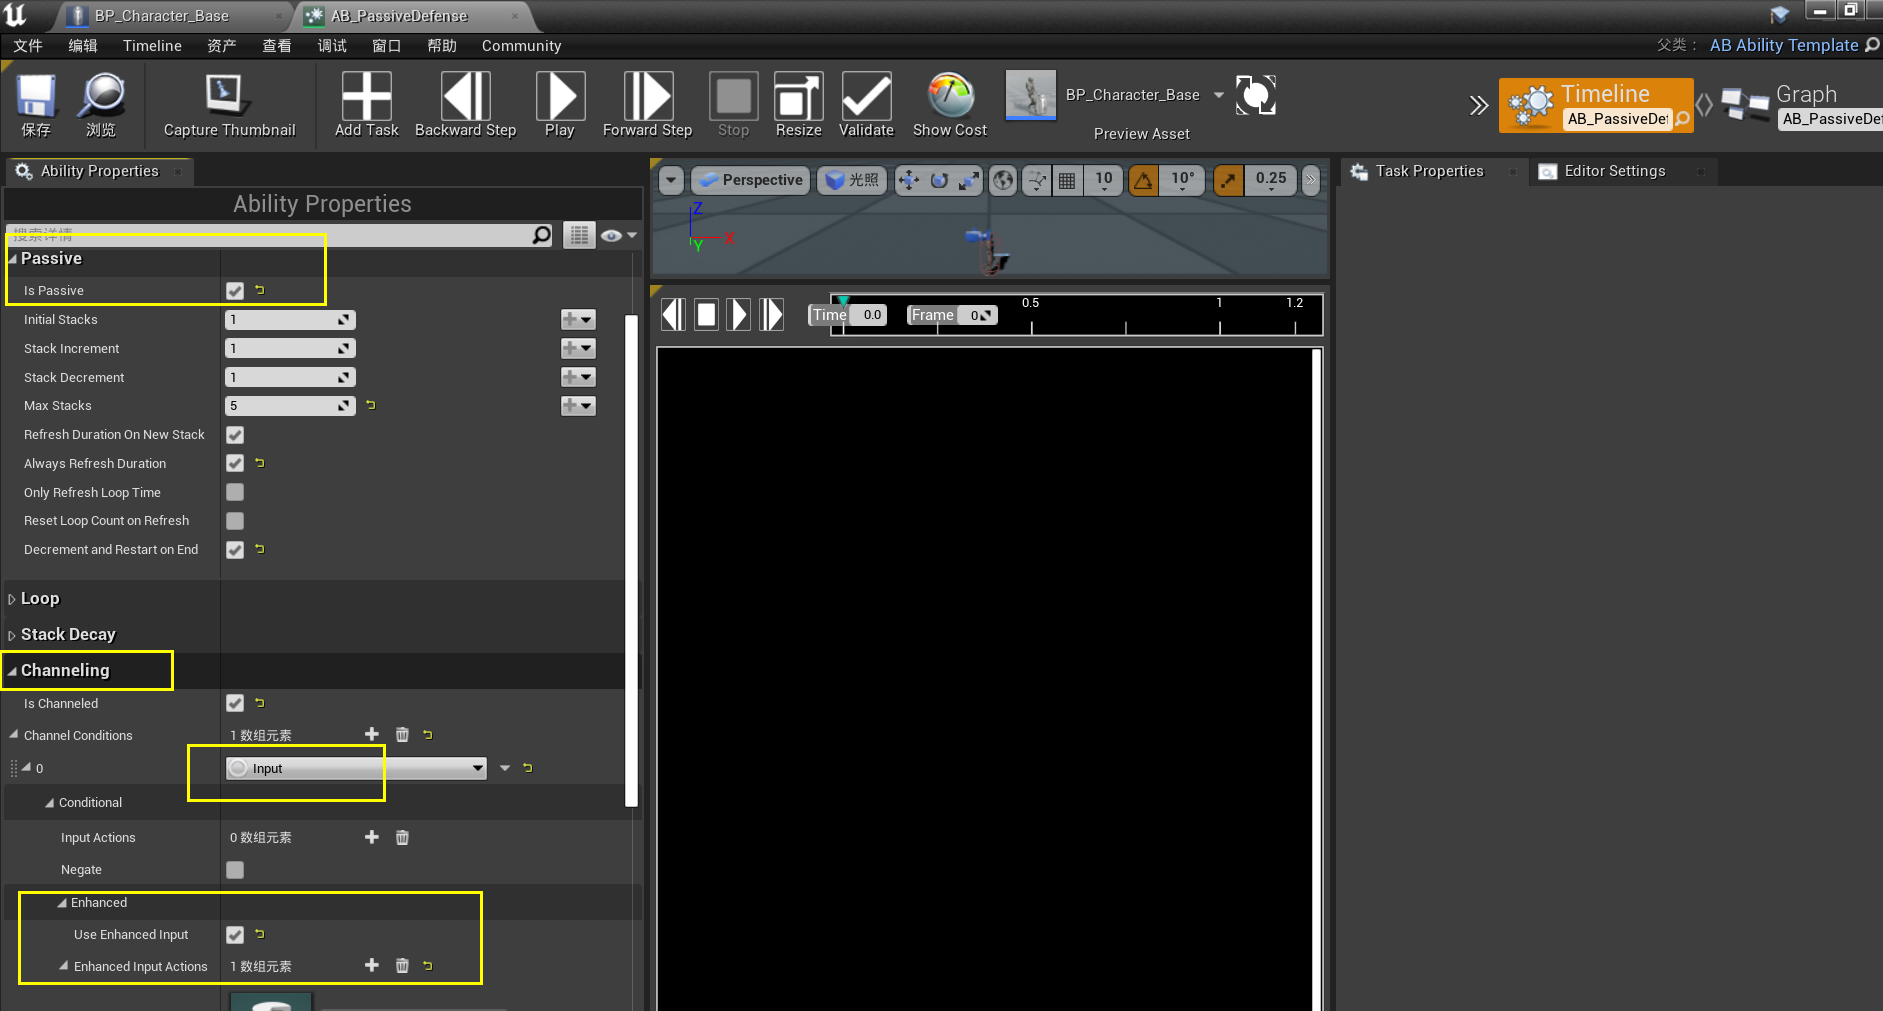 BP_Character_Base
AB_PassiveDefense
文件 编辑 Timeline 资产 查看 调试 窗口 帮助 Community
父类： AB Ability Template
保存 浏览 Capture Thumbnail Add Task Backward Step Play Forward Step Stop Resize Validate Show Cost
BP_Character_Base
Preview Asset
Timeline
AB_PassiveDef
Graph
AB_PassiveDef
Ability Properties
Ability Properties
搜索详情
Passive
Is Passive
Initial Stacks 1
Stack Increment 1
Stack Decrement 1
Max Stacks 5
Refresh Duration On New Stack
Always Refresh Duration
Only Refresh Loop Time
Reset Loop Count on Refresh
Decrement and Restart on End
Loop
Stack Decay
Channeling
Is Channeled
Channel Conditions 1 数组元素
0 Input
Conditional
Input Actions 0 数组元素
Negate
Enhanced
Use Enhanced Input
Enhanced Input Actions 1 数组元素
Perspective 光照 10 10° 0.25
Z
Y X
Time 0.0 Frame 0 0.5 1 1.2
Task Properties
Editor Settings